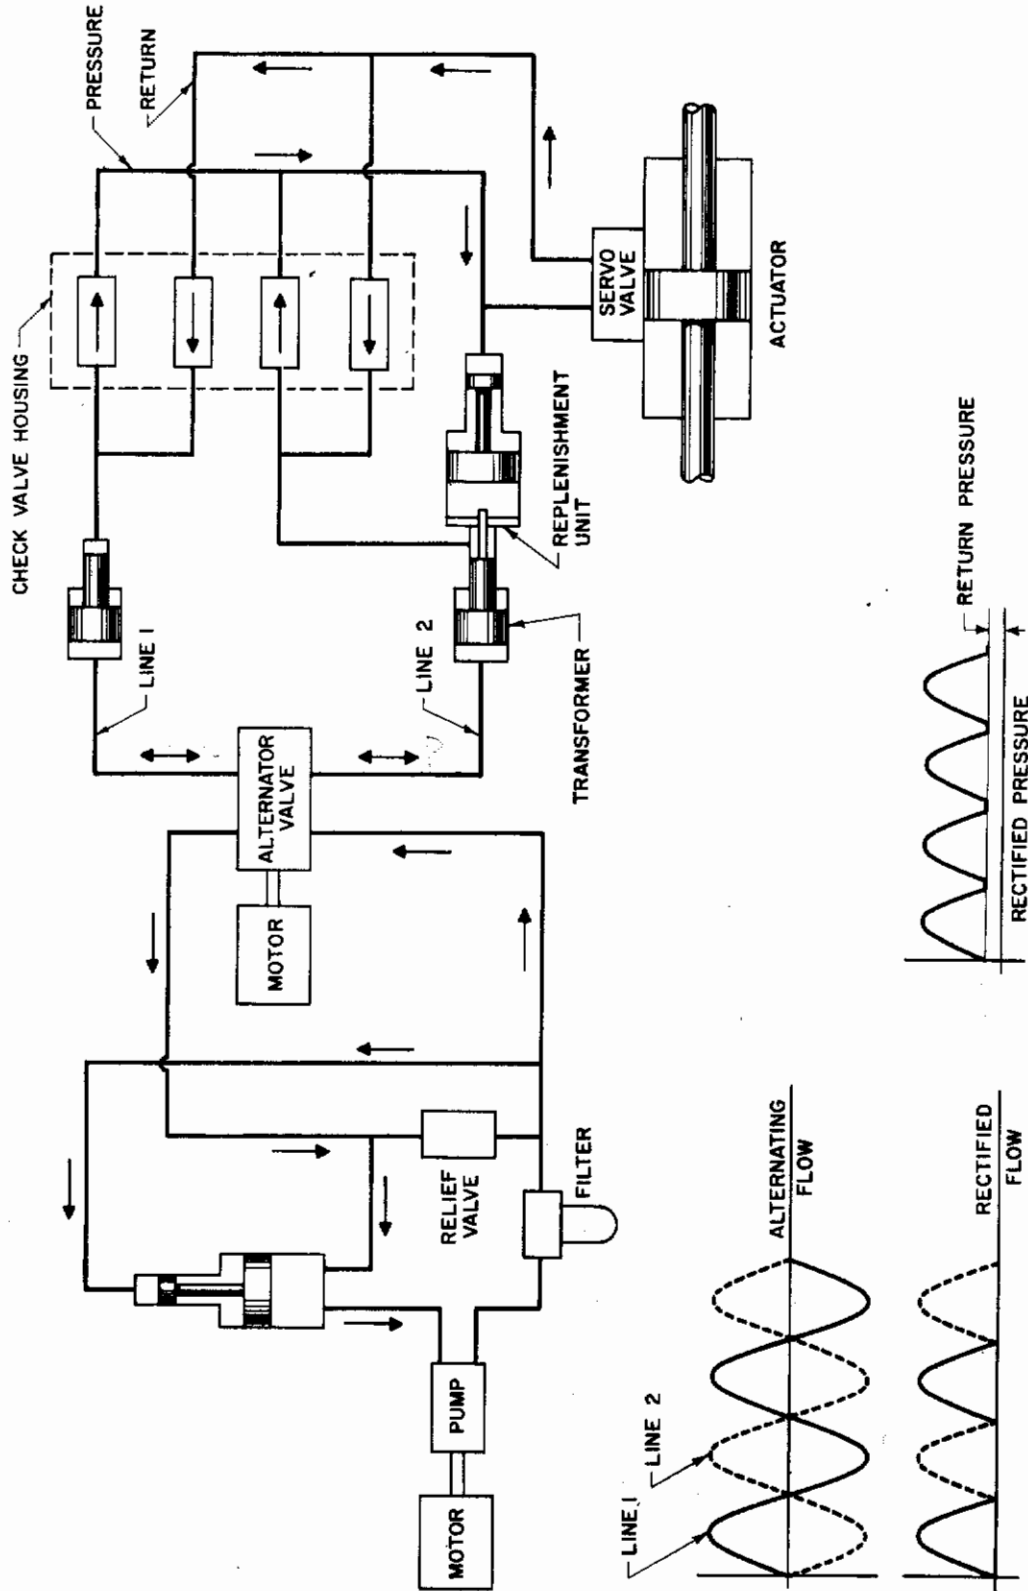 CHECK VALVE HOUSING
PRESSURE
RETURN
LINE 1
LINE 2
ALTERNATOR
VALVE
MOTOR
TRANSFORMER
REPLENISHMENT
UNIT
SERVO
VALVE
ACTUATOR
RELIEF
VALVE
FILTER
PUMP
MOTOR
LINE 1
LINE 2
ALTERNATING
FLOW
RECTIFIED
FLOW
RETURN PRESSURE
RECTIFIED PRESSURE